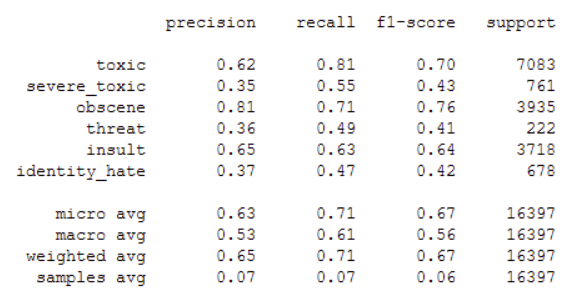 precision recall f1-score support
toxic 0.62 0.81 0.70 7083
severe_toxic 0.35 0.55 0.43 761
obscene 0.81 0.71 0.76 3935
threat 0.36 0.49 0.41 222
insult 0.65 0.63 0.64 3718
identity_hate 0.37 0.47 0.42 678
micro avg 0.63 0.71 0.67 16397
macro avg 0.53 0.61 0.56 16397
weighted avg 0.65 0.71 0.67 16397
samples avg 0.07 0.07 0.06 16397